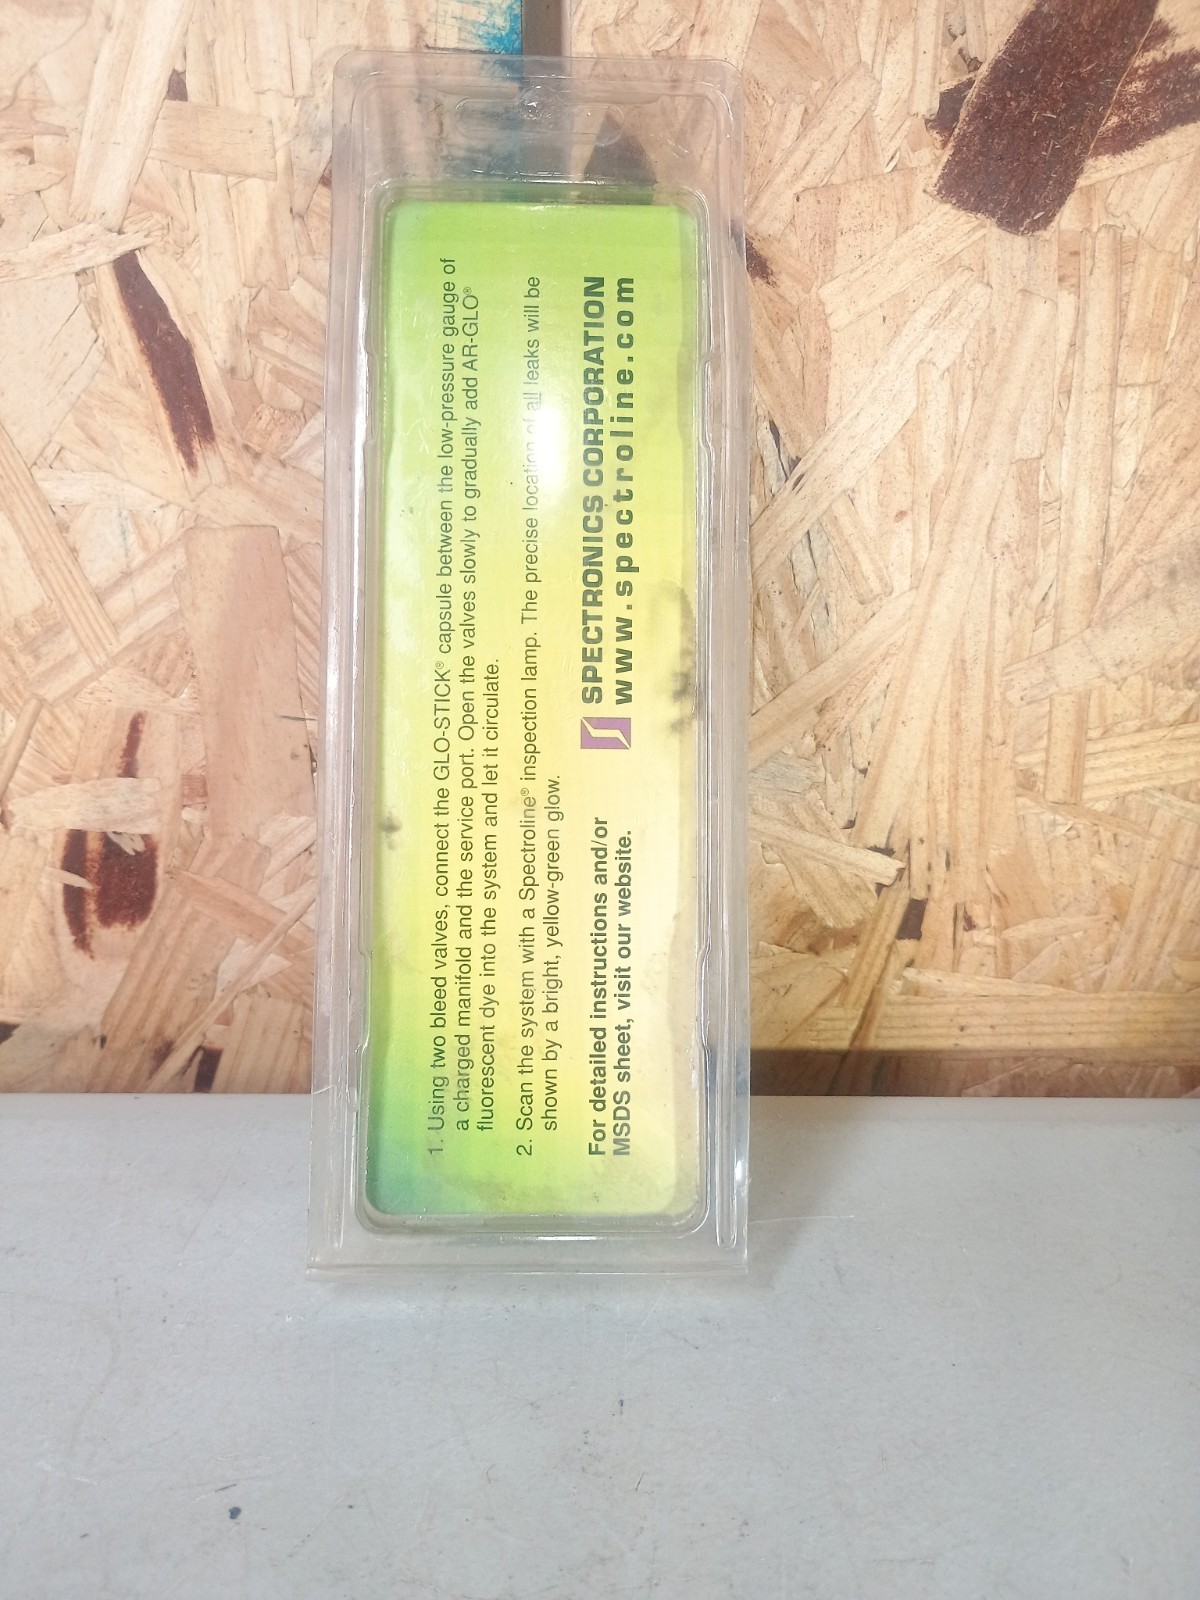 1. Using two bleed valves, connect the GLO-STICK® capsule between the low-pressure gauge of
a charged manifold and the service port. Open the valves slowly to gradually add AR-GLO®
fluorescent dye into the system and let it circulate.
2. Scan the system with a Spectroline® inspection lamp. The precise location of all leaks will be
shown by a bright, yellow-green glow.
For detailed instructions and/or
MSDS sheet, visit our website.
SPECTRONICS CORPORATION
www.spectroline.com